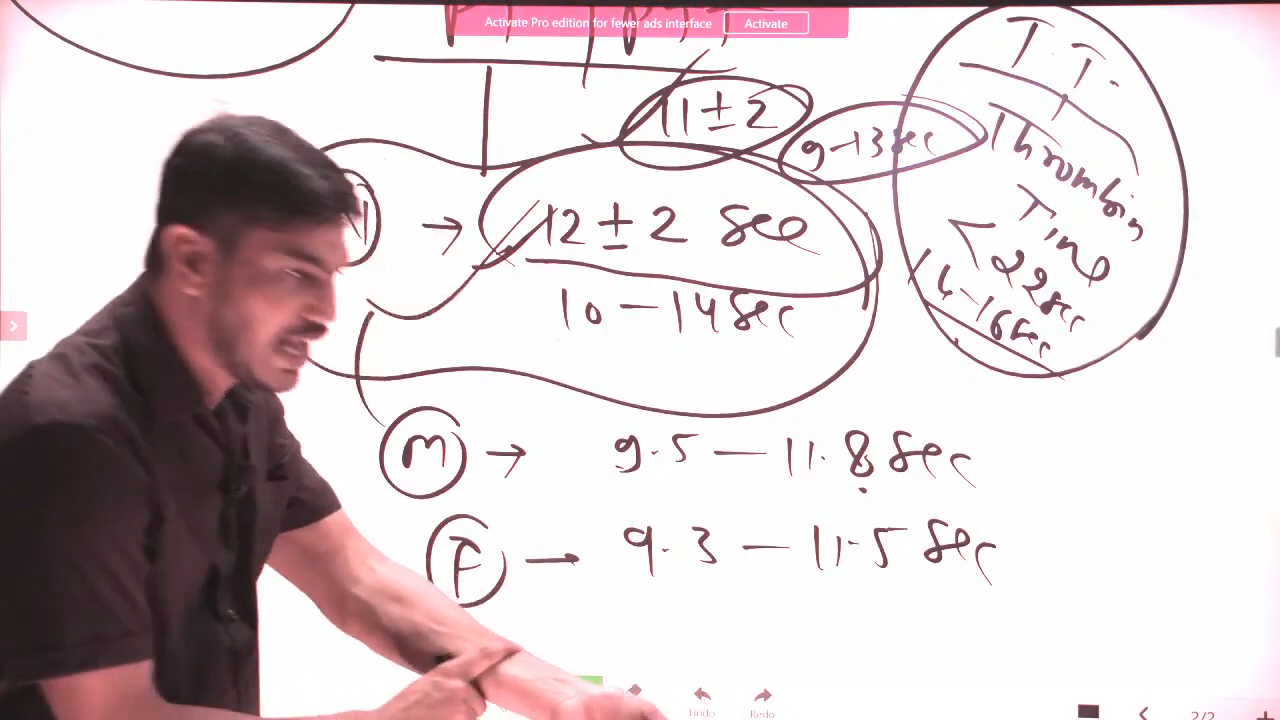 Activate Pro edition for fewer ads interface Activate
T.T.
11 ± 2
9-13 sec
Thrombin
Time
< 22 sec
14-16 sec
N → 12 ± 2 sec
10 - 14 sec
M → 9.5 - 11.8 sec
F → 9.3 - 11.5 sec
Undo Redo 2/2